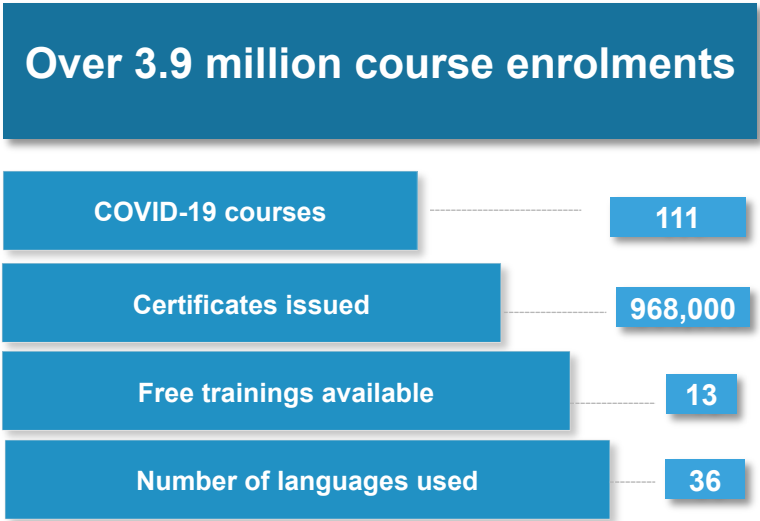 Over 3.9 million course enrolments
COVID-19 courses 111
Certificates issued 968,000
Free trainings available 13
Number of languages used 36